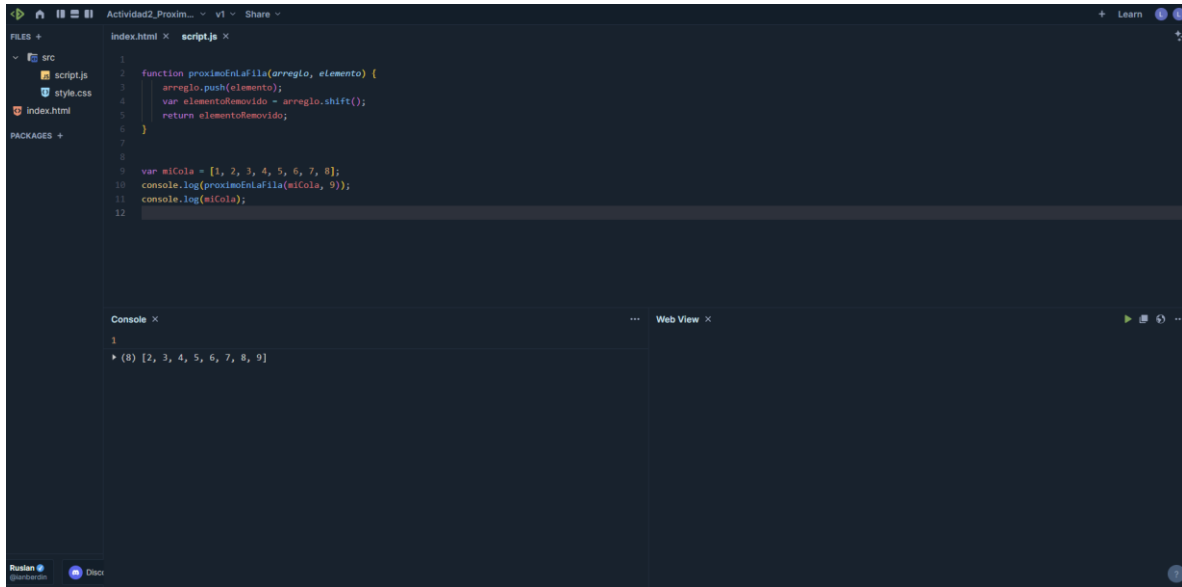 Actividad2_Proxim... v1 Share
+ Learn
FILES +
src
script.js
style.css
index.html
PACKAGES +
index.html × script.js ×
1
2 function proximoEnLaFila(arreglo, elemento) {
3 arreglo.push(elemento);
4 var elementoRemovido = arreglo.shift();
5 return elementoRemovido;
6 }
7
8
9 var miCola = [1, 2, 3, 4, 5, 6, 7, 8];
10 console.log(proximoEnLaFila(miCola, 9));
11 console.log(miCola);
12
Console × ...
1
(8) [2, 3, 4, 5, 6, 7, 8, 9]
Web View ×
Ruslan
@ianberdin
Disco